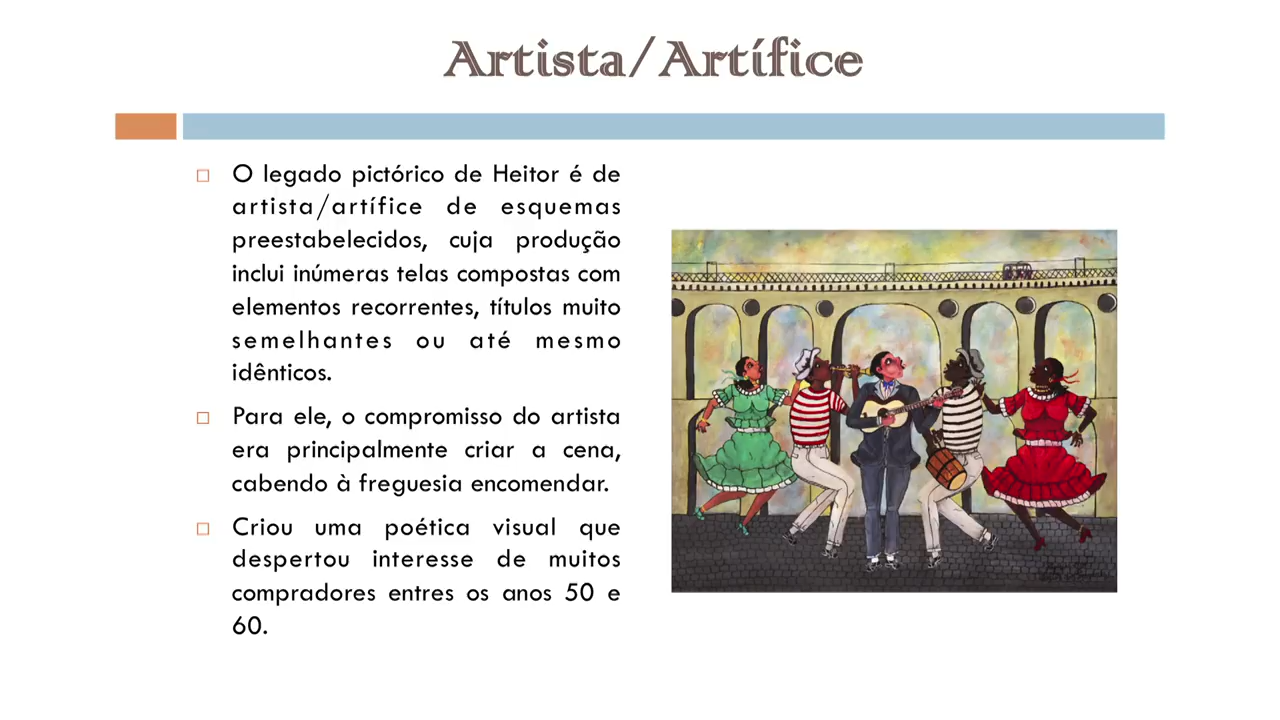 Artista/Artífice
O legado pictórico de Heitor é de
artista/artífice de esquemas
preestabelecidos, cuja produção
inclui inúmeras telas compostas com
elementos recorrentes, títulos muito
semelhantes ou até mesmo
idênticos.
Para ele, o compromisso do artista
era principalmente criar a cena,
cabendo à freguesia encomendar.
Criou uma poética visual que
despertou interesse de muitos
compradores entres os anos 50 e
60.